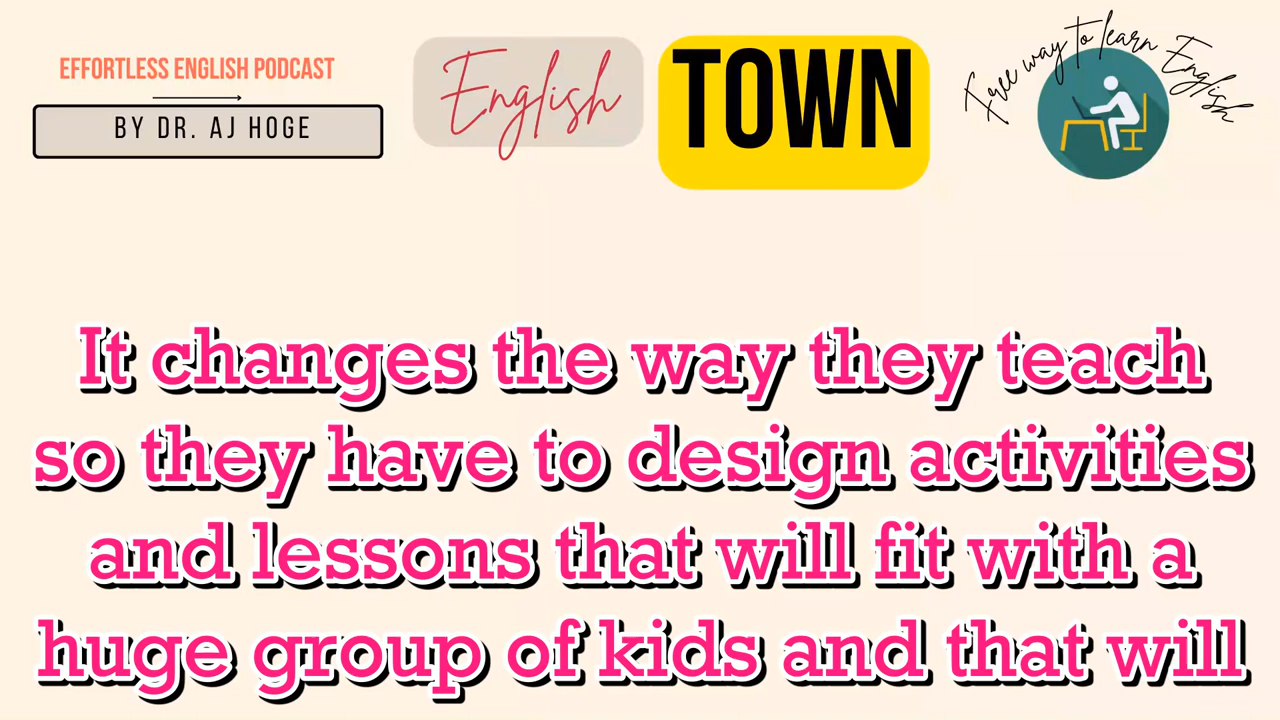 EFFORTLESS ENGLISH PODCAST
BY DR. AJ HOGE
English
TOWN
Free way to learn English
It changes the way they teach
so they have to design activities
and lessons that will fit with a
huge group of kids and that will